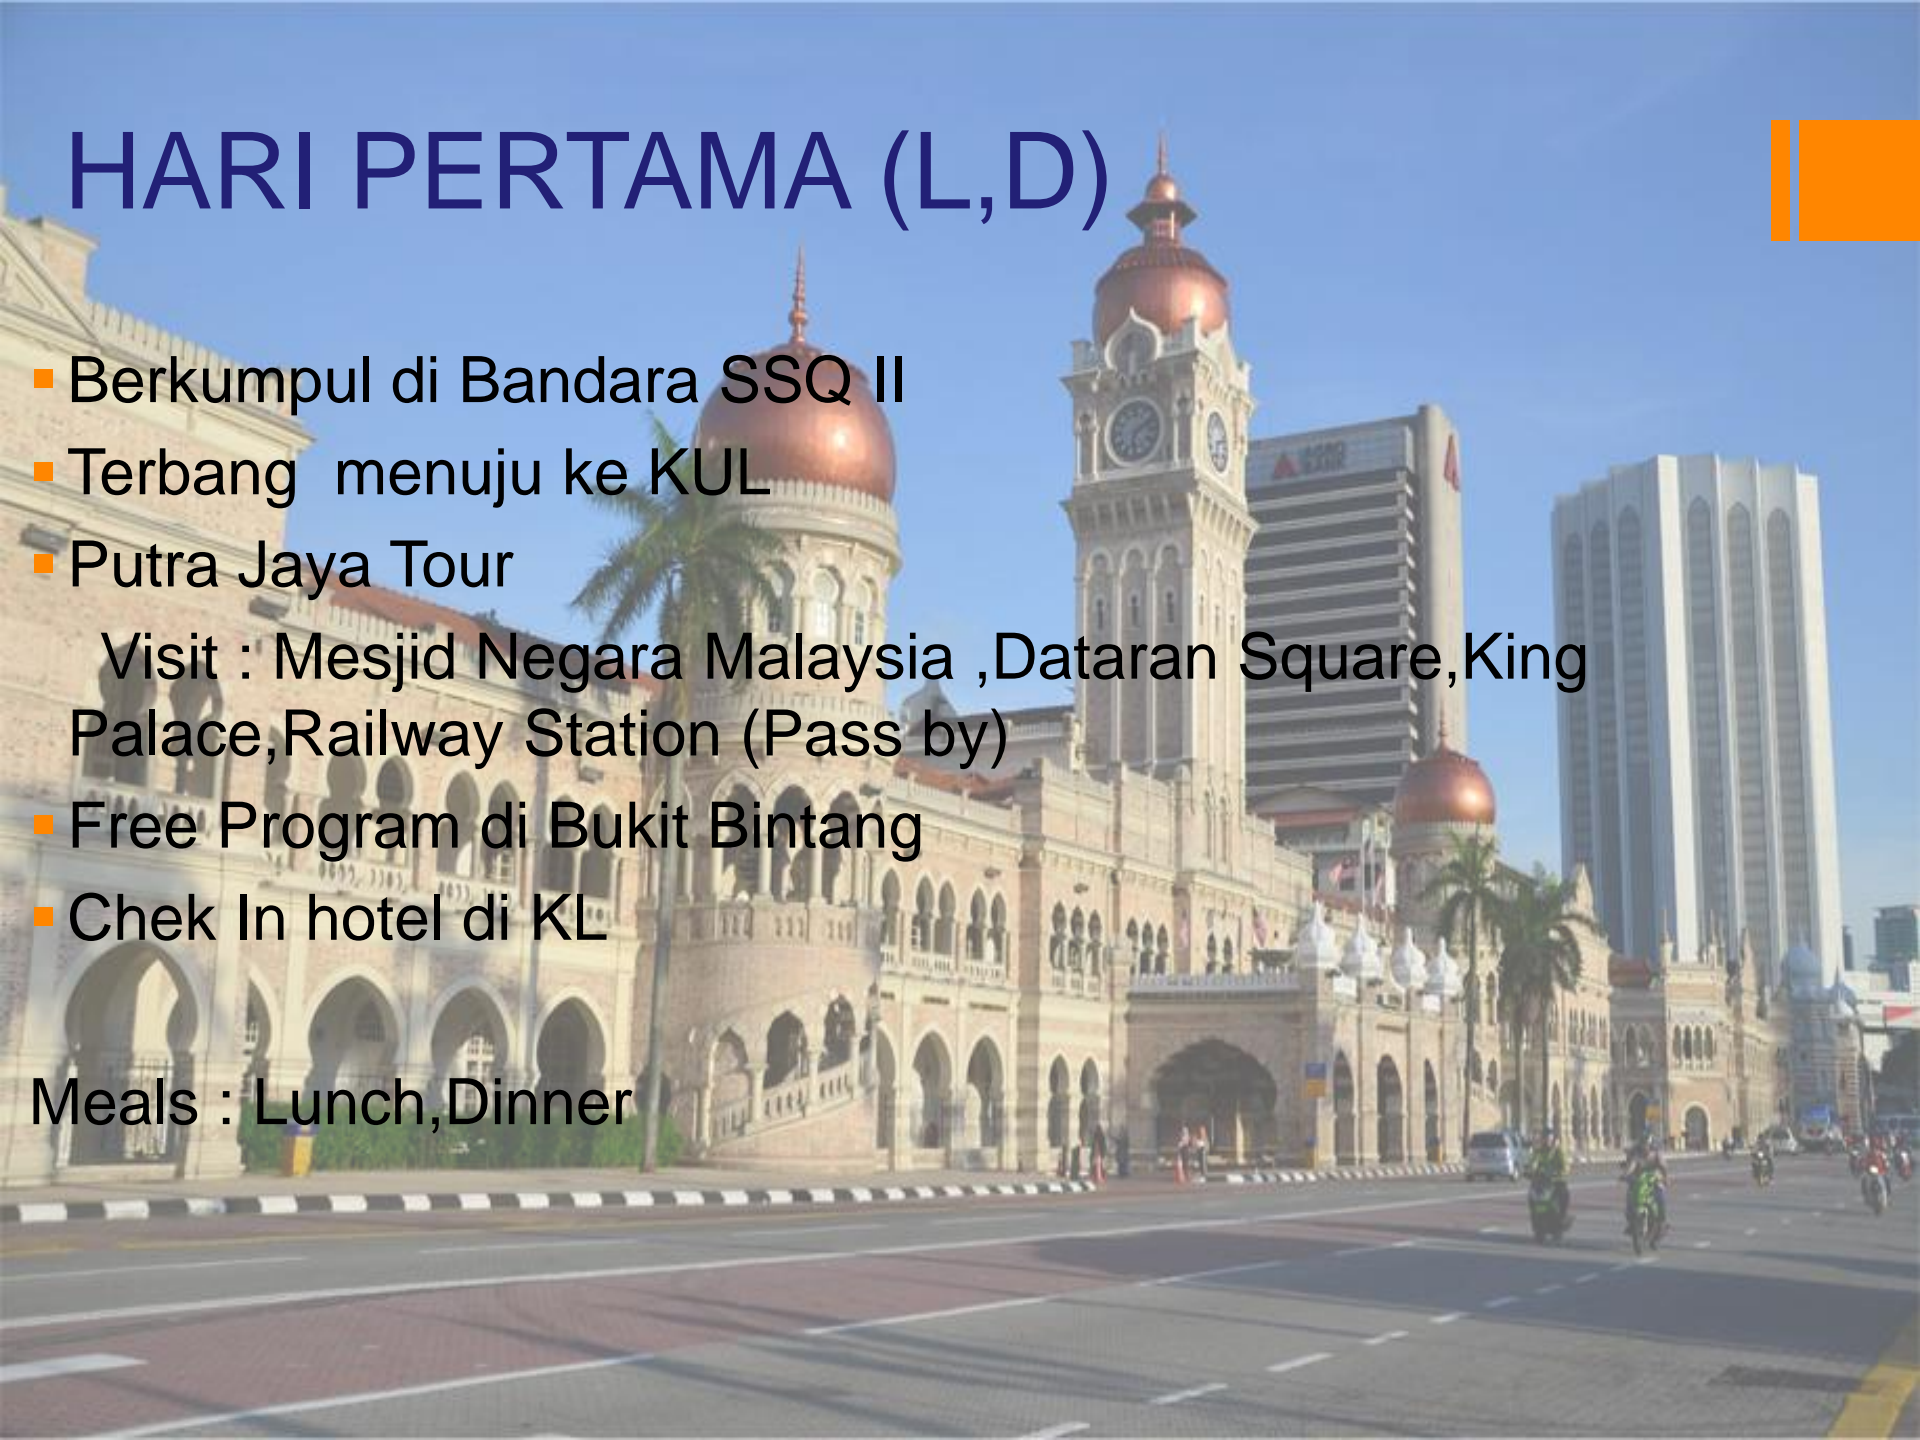 HARI PERTAMA (L,D)
Berkumpul di Bandara SSQ II
Terbang  menuju ke KUL
Putra Jaya Tour
Visit : Mesjid Negara Malaysia ,Dataran Square,King
Palace,Railway Station (Pass by)
Free Program di Bukit Bintang
Chek In hotel di KL
Meals : Lunch,Dinner